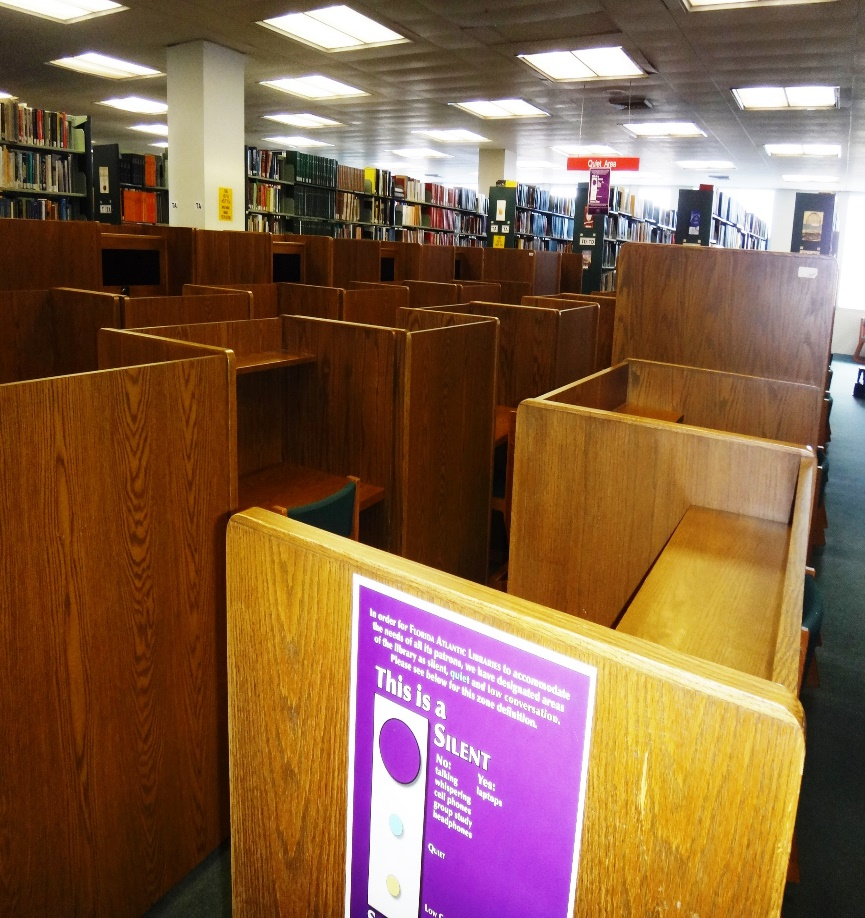 Quiet Area
In order for FLORIDA ATLANTIC LIBRARIES to accommodate
the needs of all its patrons, we have designated areas
of the library as silent, quiet and low conversation.
Please see below for this zone definition.
This is a
SILENT
No:
talking
whispering
cell phones
group study
headphones
Yes:
laptops
QUIET
LOW